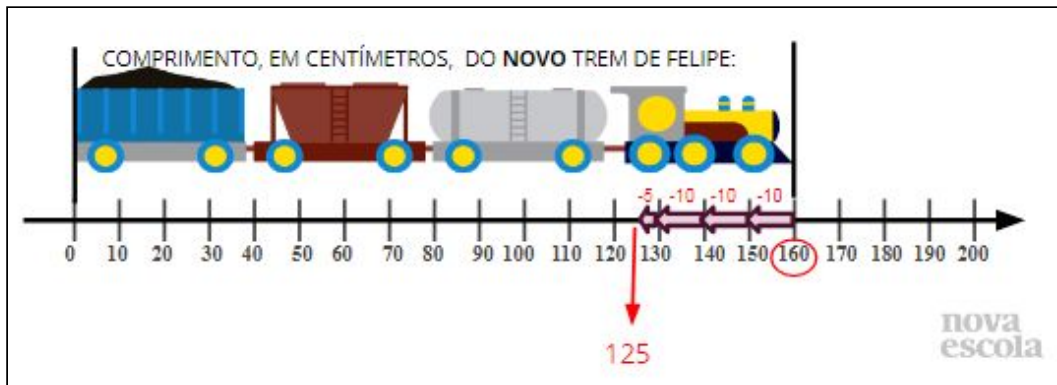 COMPRIMENTO, EM CENTÍMETROS, DO NOVO TREM DE FELIPE:
-5 -10 -10 -10
0 10 20 30 40 50 60 70 80 90 100 110 120 130 140 150 160 170 180 190 200
125
nova
escola